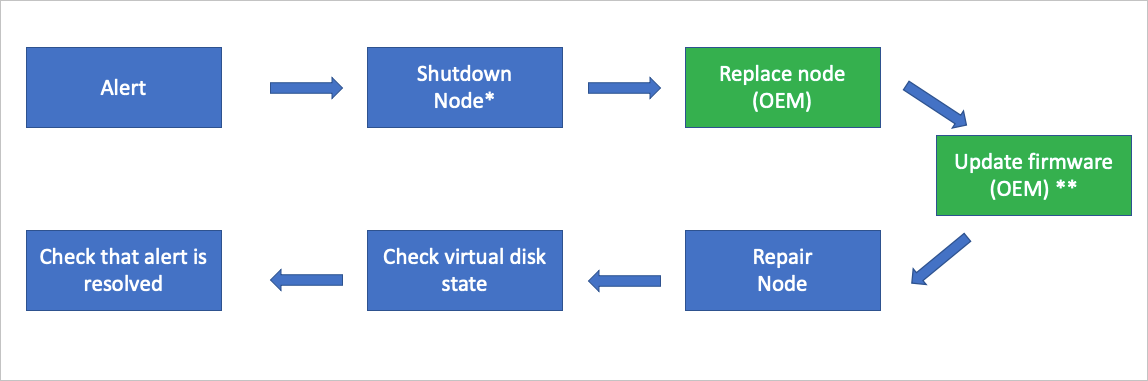 Alert
Shutdown
Node*
Replace node
(OEM)
Update firmware
(OEM) **
Repair
Node
Check virtual disk
state
Check that alert is
resolved